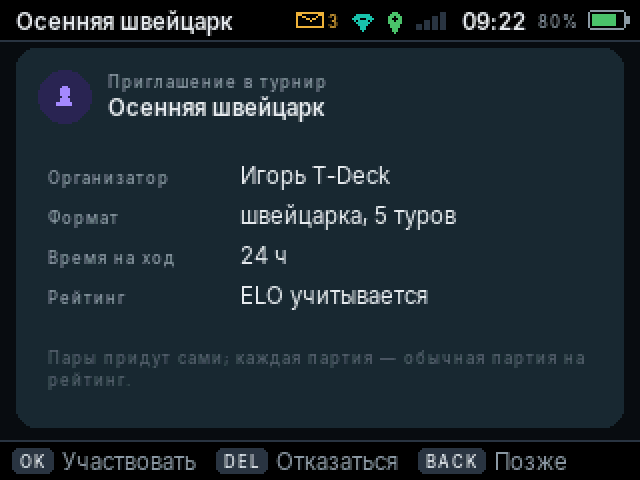 Осенняя швейцарк 3 09:22 80%
Приглашение в турнир
Осенняя швейцарк
Организатор Игорь T-Deck
Формат швейцарка, 5 туров
Время на ход 24 ч
Рейтинг ELO учитывается
Пары придут сами; каждая партия — обычная партия на
рейтинг.
OK Участвовать DEL Отказаться BACK Позже